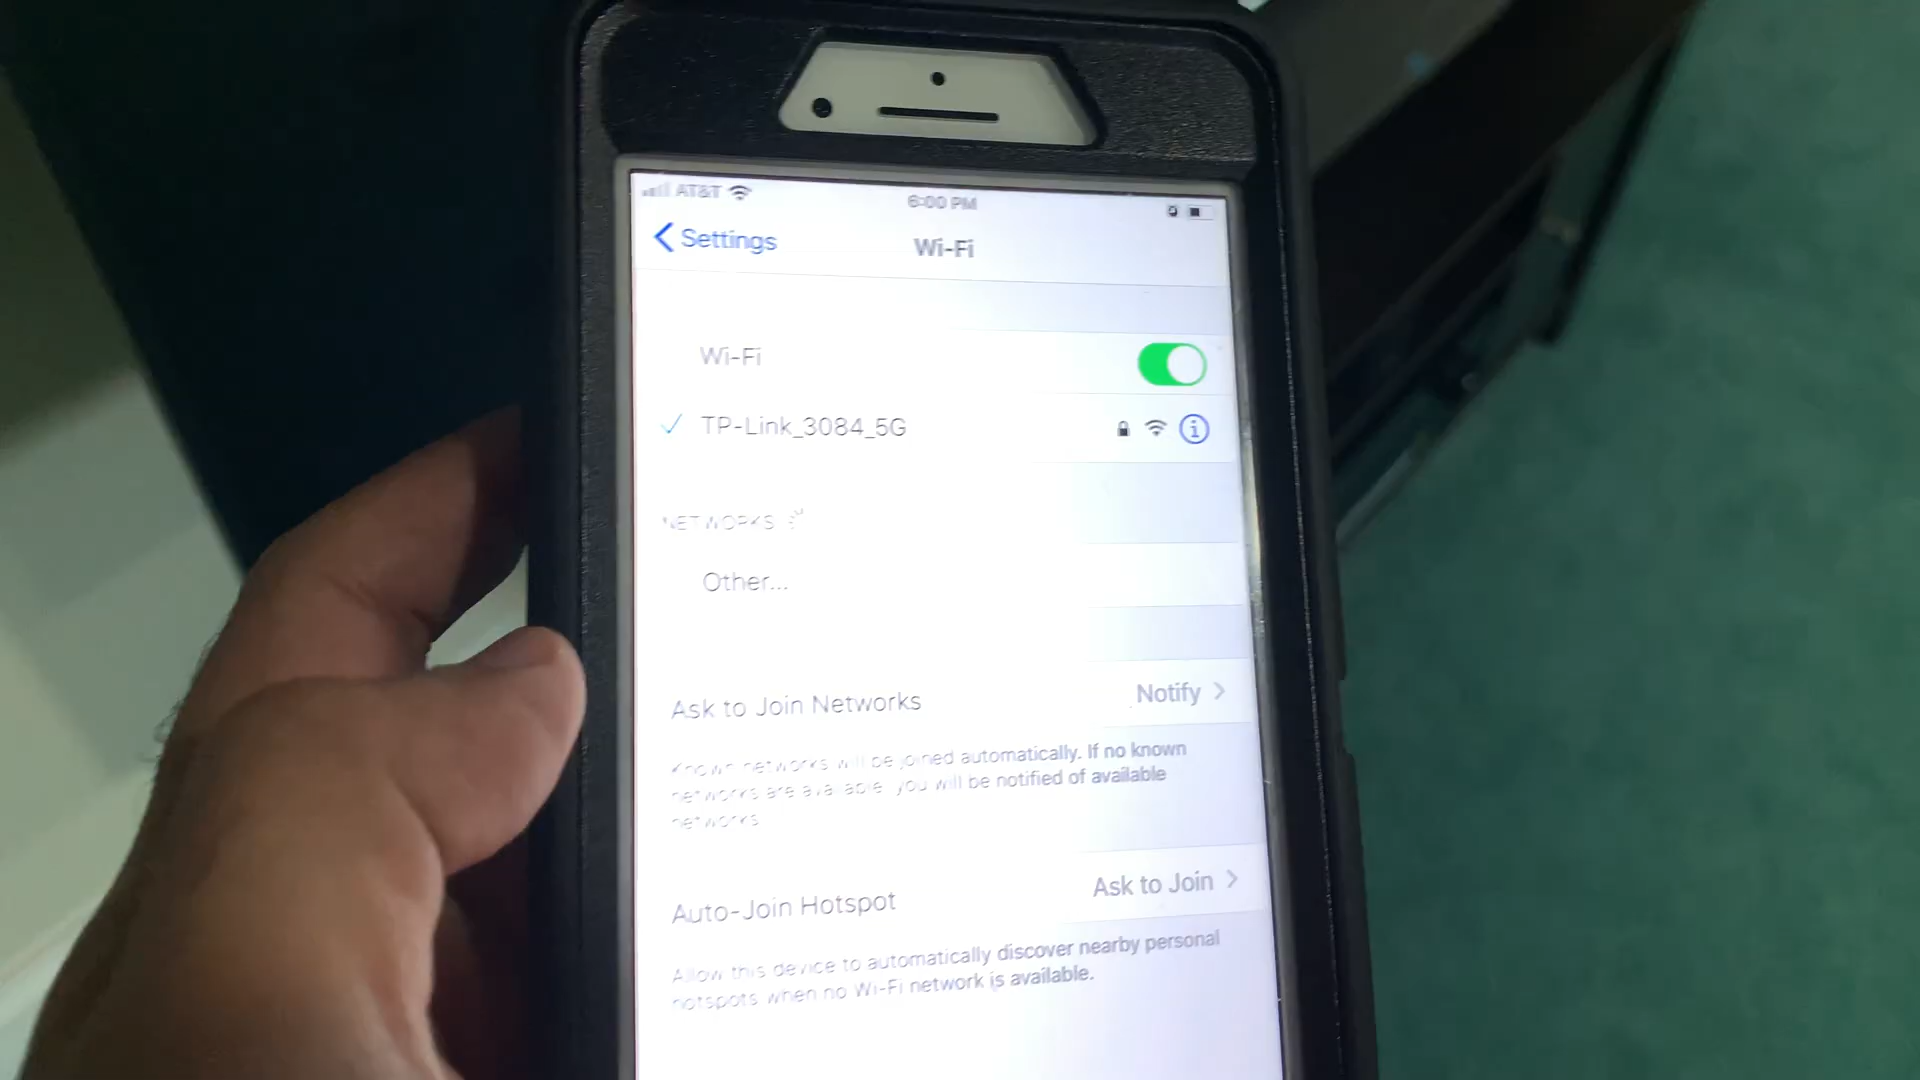 AT&T
6:00 PM
Settings
Wi-Fi
Wi-Fi
TP-Link_3084_5G
NETWORKS
Other...
Ask to Join Networks
Notify
Known networks will be joined automatically. If no known
networks are available, you will be notified of available
networks.
Auto-Join Hotspot
Ask to Join
Allow this device to automatically discover nearby personal
hotspots when no Wi-Fi network is available.